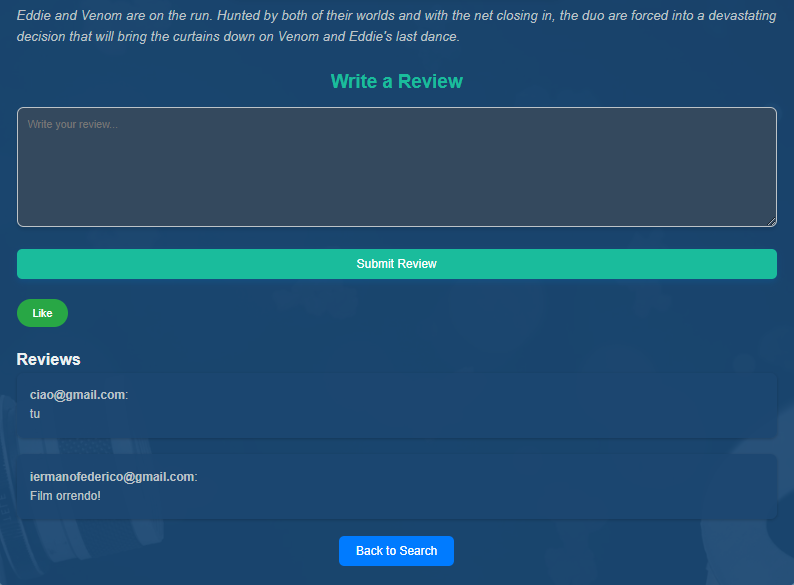 Eddie and Venom are on the run. Hunted by both of their worlds and with the net closing in, the duo are forced into a devastating
decision that will bring the curtains down on Venom and Eddie's last dance.
Write a Review
Write your review...
Submit Review
Like
Reviews
ciao@gmail.com:
tu
iermanofederico@gmail.com:
Film orrendo!
Back to Search